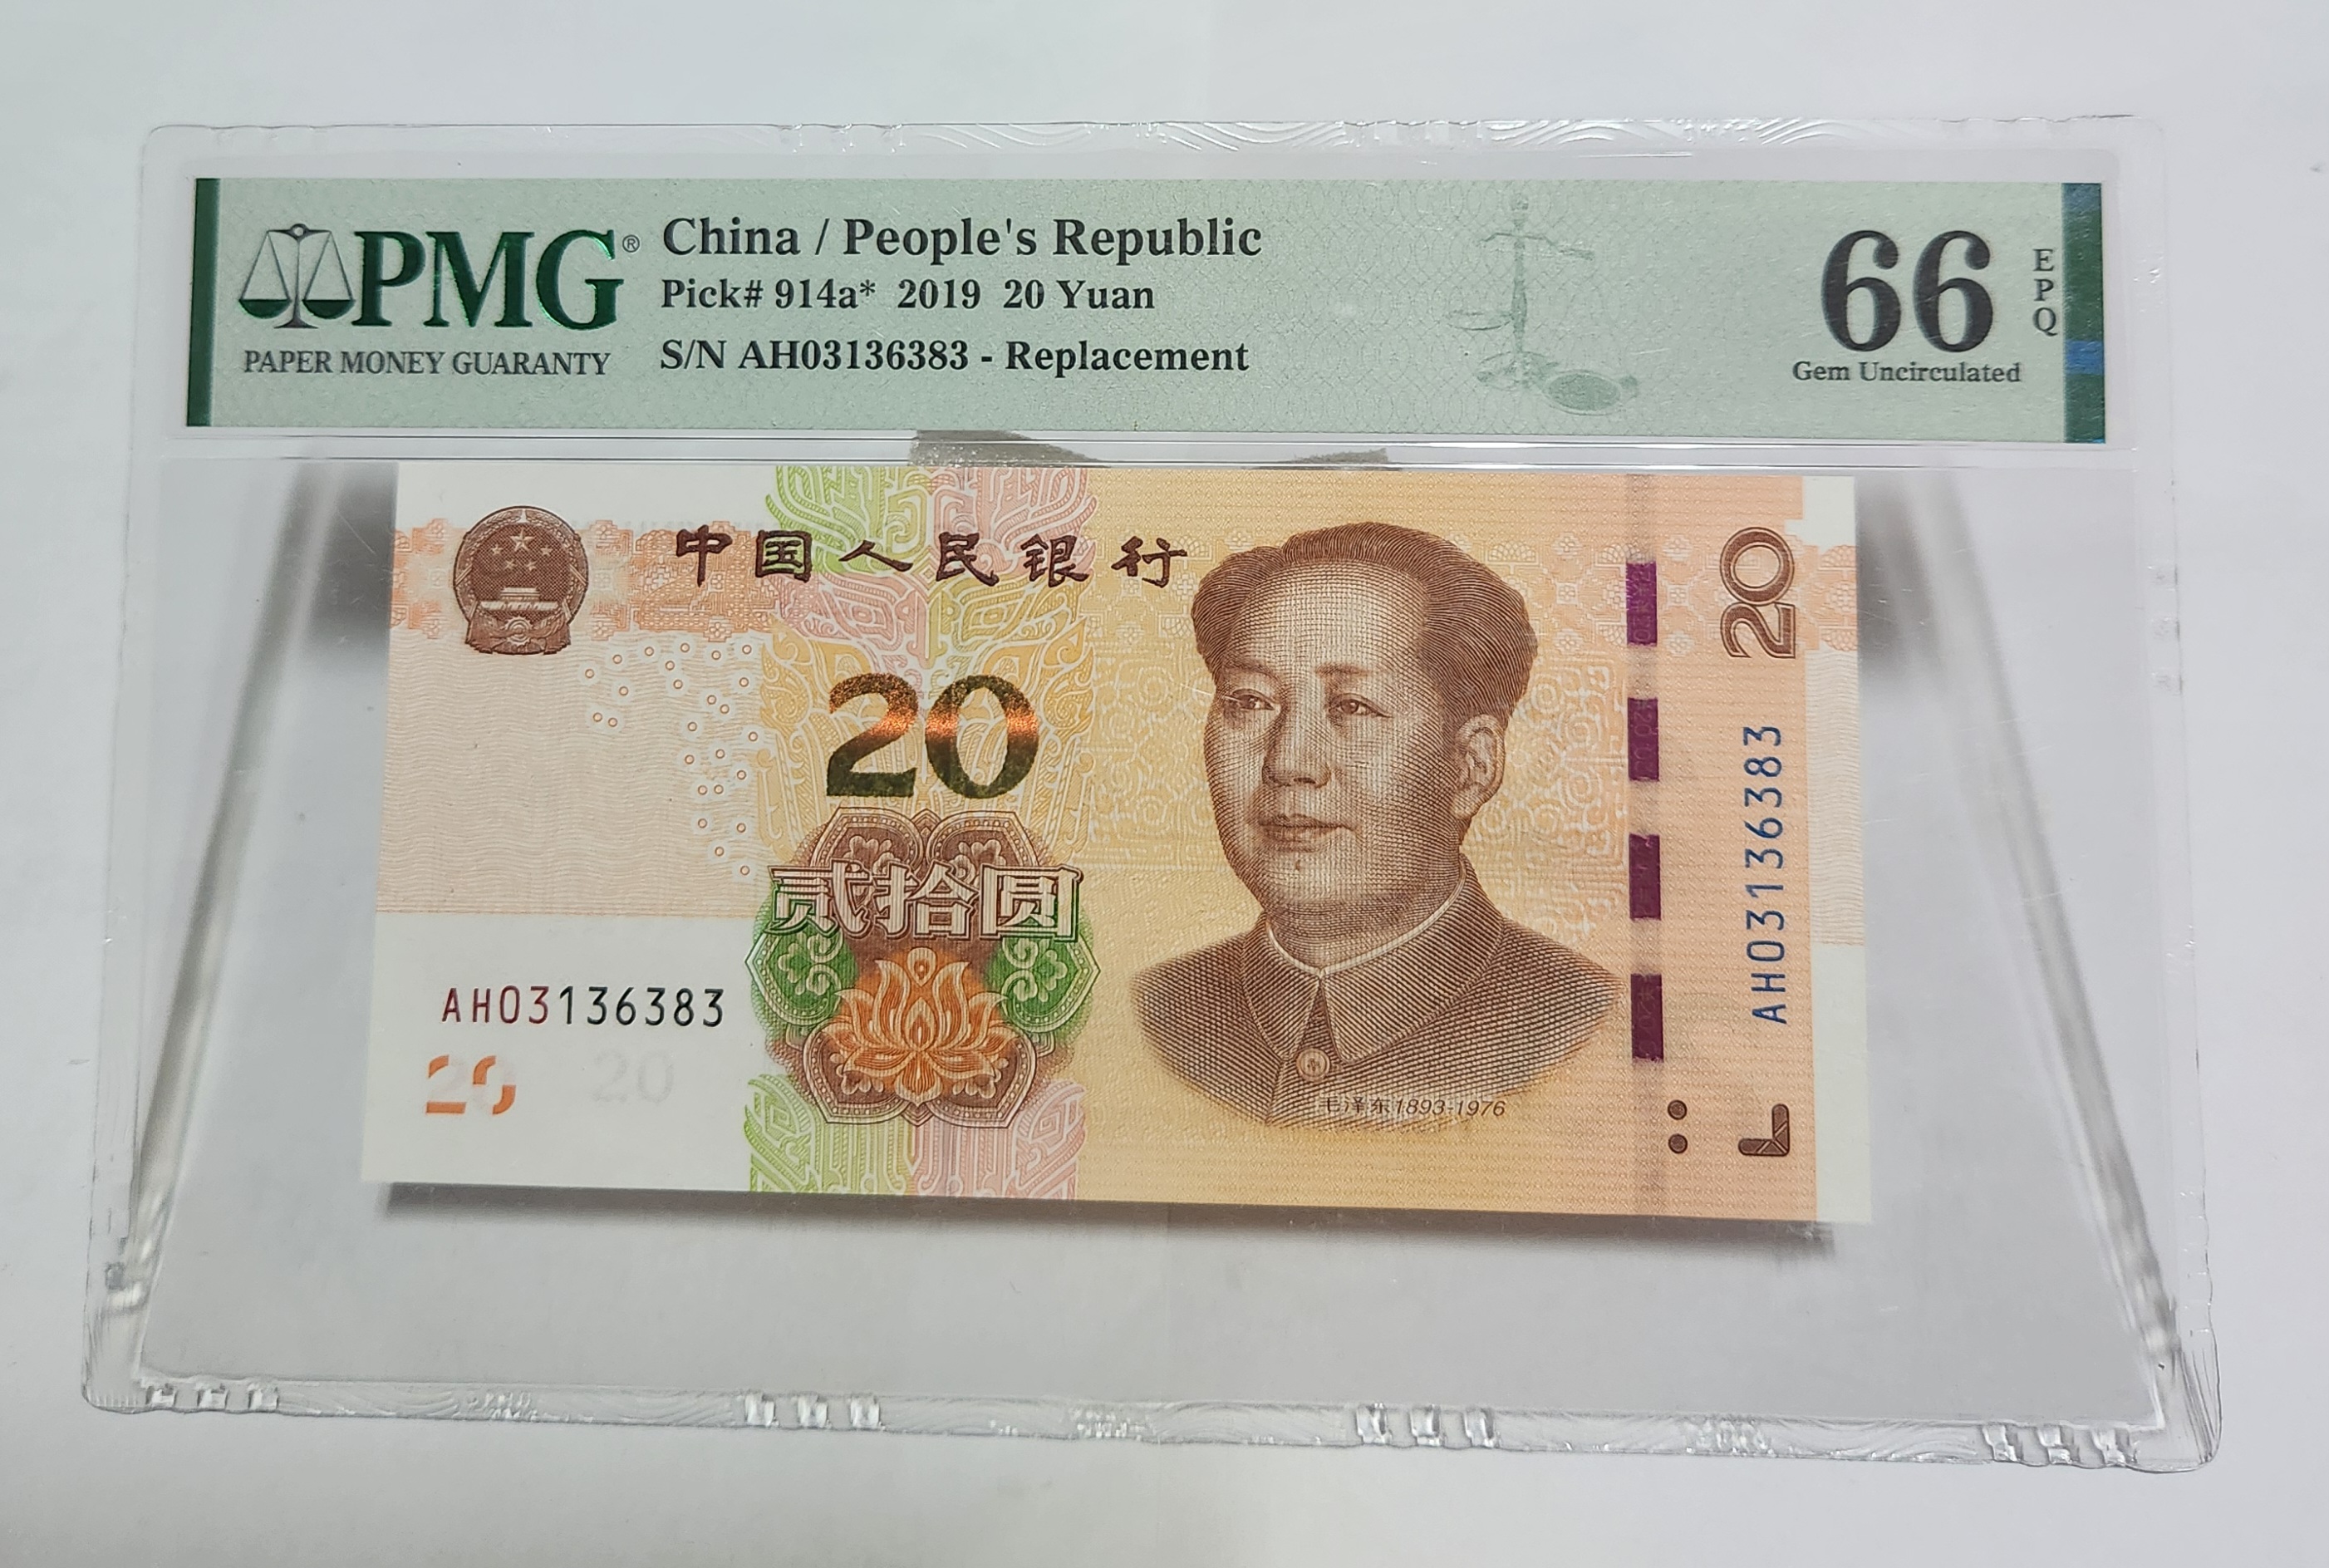 PMG®
PAPER MONEY GUARANTY
China / People's Republic
Pick# 914a* 2019 20 Yuan
S/N AH03136383 - Replacement
66
EPQ
Gem Uncirculated
中国人民银行
20
20
贰拾圆
AH03136383
AH03136383
20
20
毛泽东1893-1976